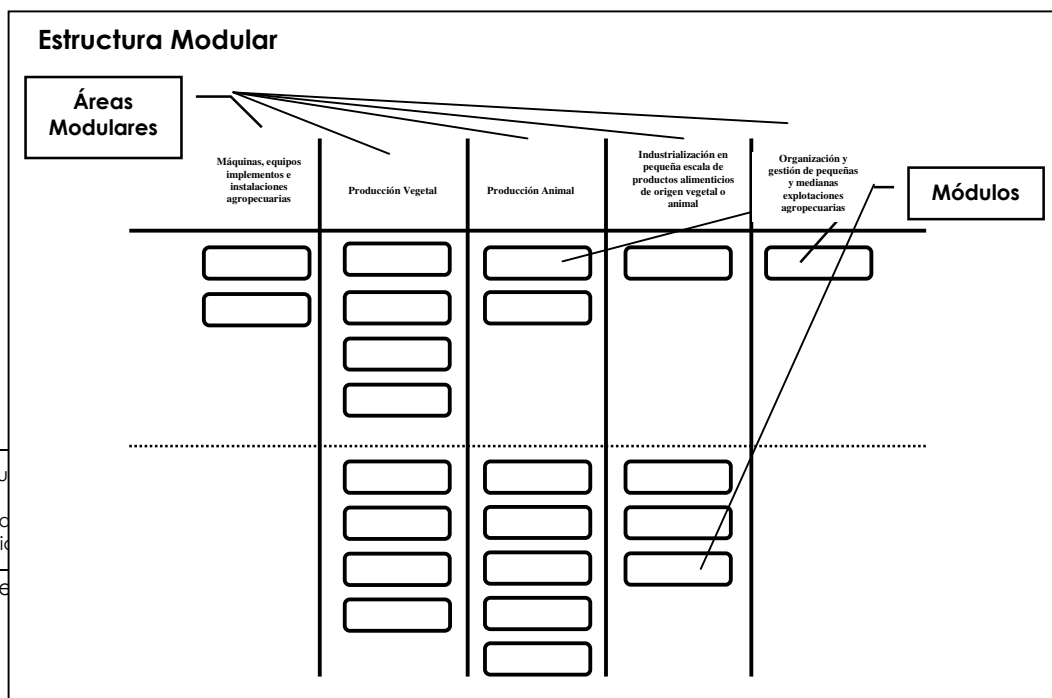 Estructura Modular
Áreas
Modulares
Máquinas, equipos
implementos e
instalaciones
agropecuarias
Producción Vegetal
Producción Animal
Industrialización en
pequeña escala de
productos alimenticios
de origen vegetal o
animal
Organización y
gestión de pequeñas
y medianas
explotaciones
agropecuarias
Módulos